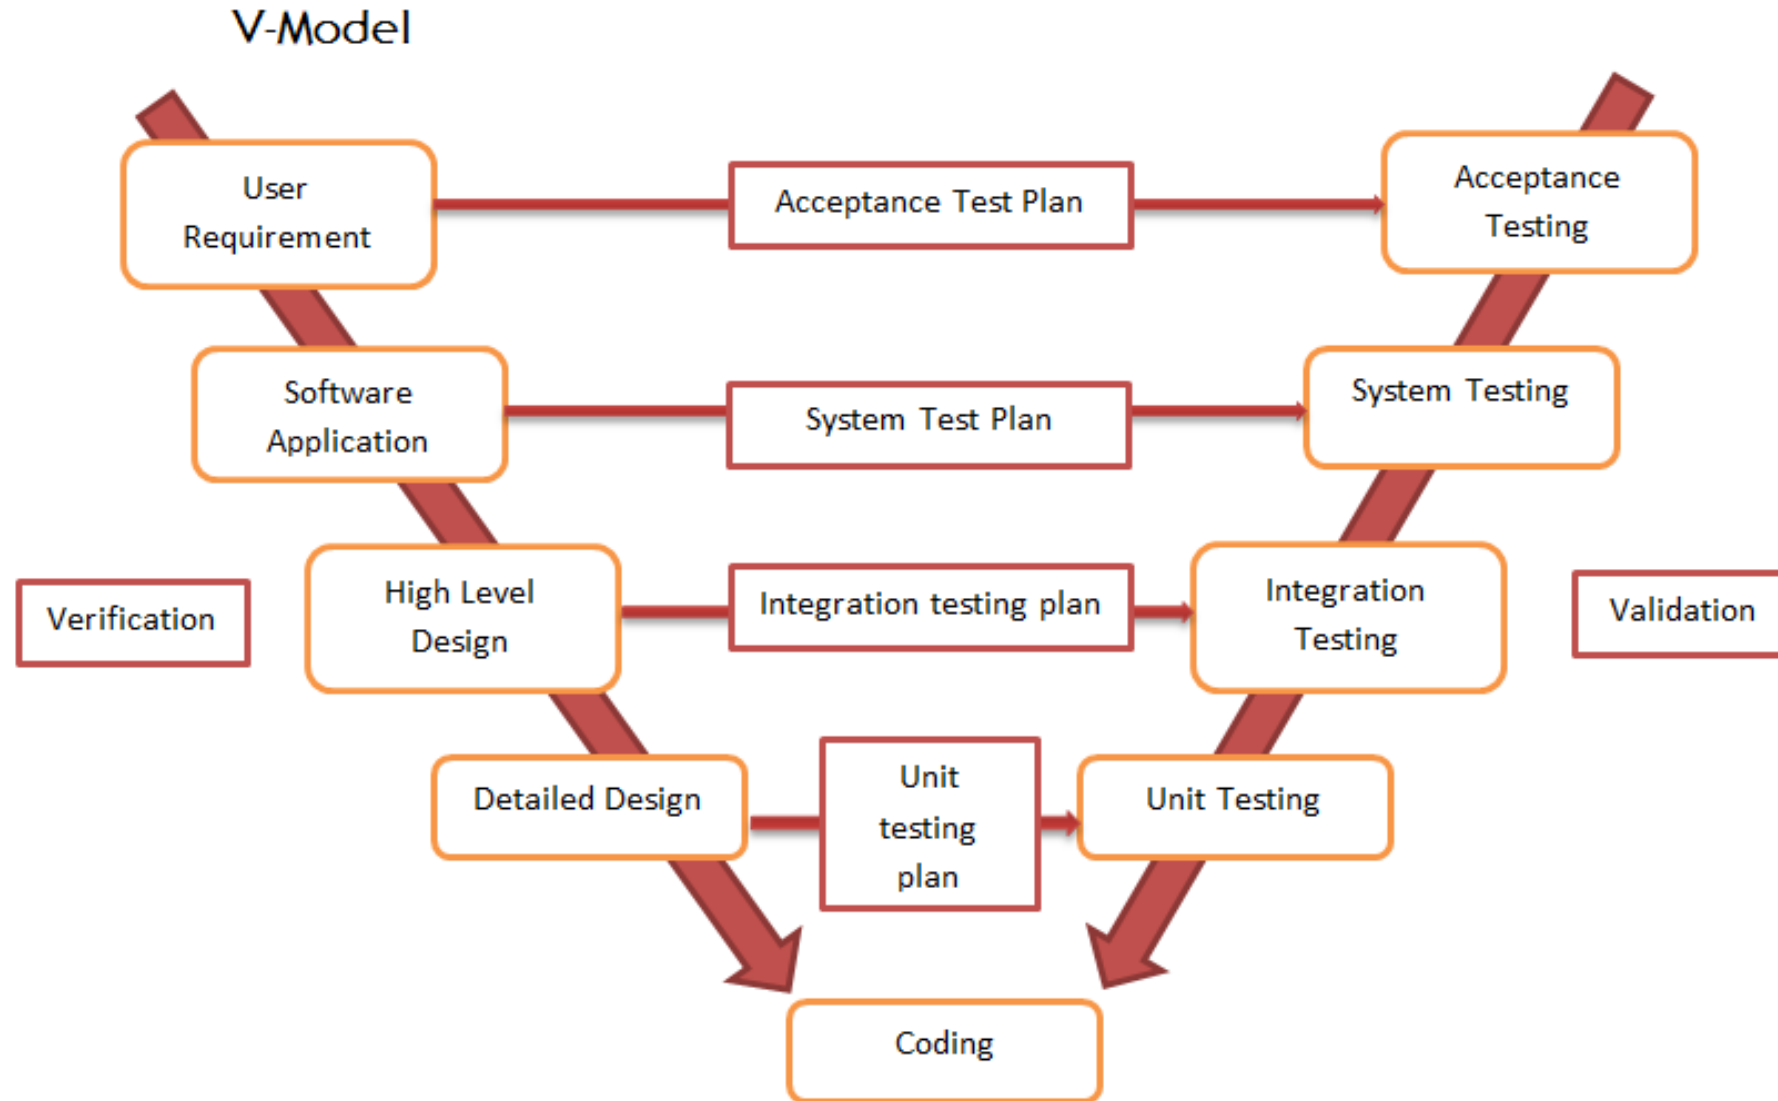 V-Model
User
Requirement
Acceptance Test Plan
Acceptance
Testing
Software
Application
System Test Plan
System Testing
Verification
High Level
Design
Integration testing plan
Integration
Testing
Validation
Detailed Design
Unit
testing
plan
Unit Testing
Coding